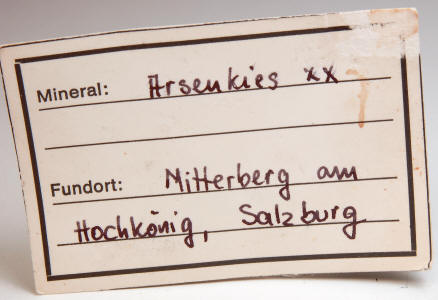 Mineral: Arsenkies xx
Fundort: Mitterberg am
Hochkönig, Salzburg